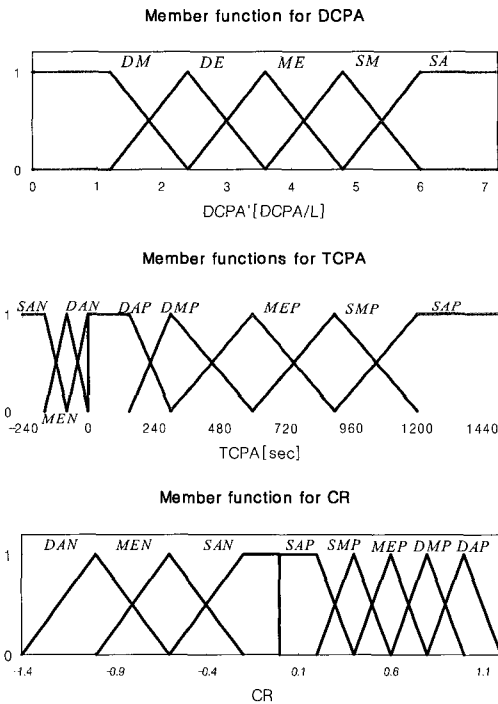 Member function for DCPA
DM DE ME SM SA
1
0
0 1 2 3 4 5 6 7
DCPA'[DCPA/L]
Member functions for TCPA
SAN DAN DAP DMP MEP SMP SAP
1
0
MEN
-240 0 240 480 720 960 1200 1440
TCPA[sec]
Member function for CR
DAN MEN SAN SAP SMP MEP DMP DAP
1
0
-1.4 -0.9 -0.4 0.1 0.6 1.1
CR